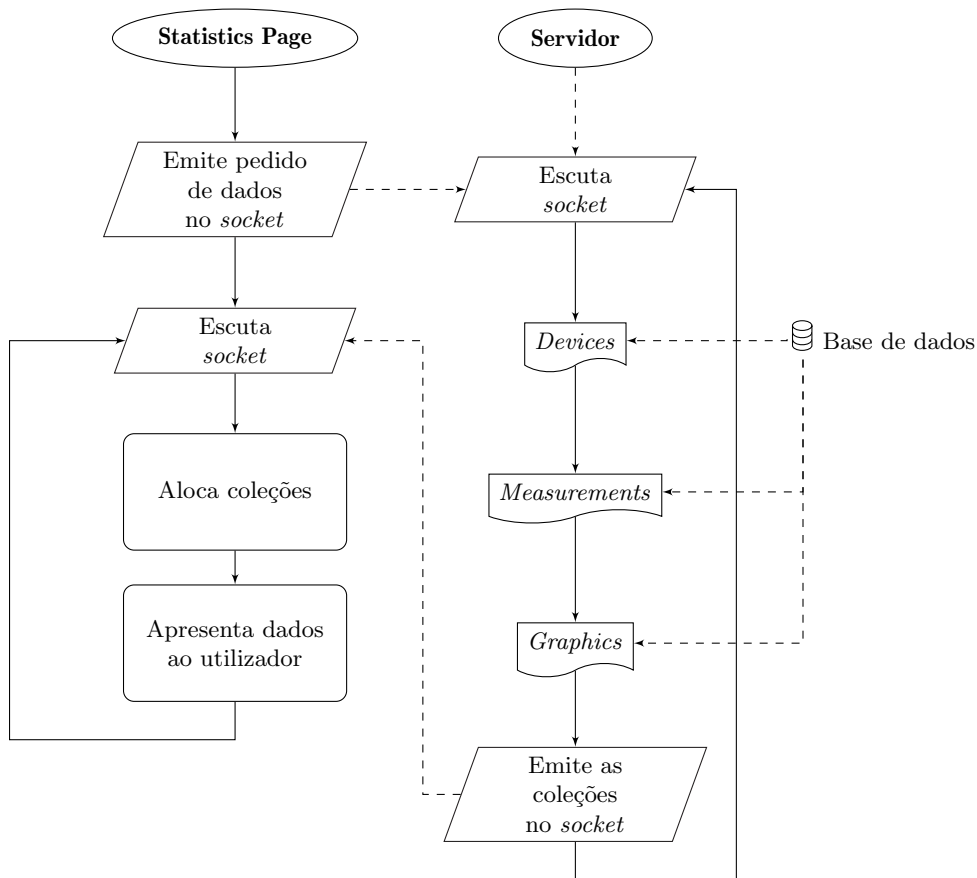 Statistics Page
Servidor
Emite pedido
de dados
no socket
Escuta
socket
Escuta
socket
Devices
Base de dados
Aloca coleções
Measurements
Apresenta dados
ao utilizador
Graphics
Emite as
coleções
no socket